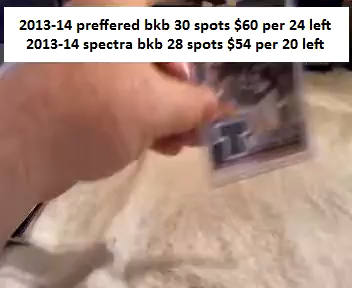 2013-14 preffered bkb 30 spots $60 per 24 left
2013-14 spectra bkb 28 spots $54 per 20 left